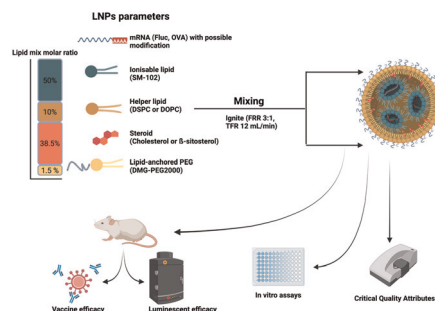 LNPs parameters
Lipid mix molar ratio
mRNA (Fluc, OVA) with possible
modification
50%
Ionisable lipid
(SM-102)
10%
Helper lipid
(DSPC or DOPC)
38.5%
Steroid
(Cholesterol or ß-sitosterol)
1.5 %
Lipid-anchored PEG
(DMG-PEG2000)
Mixing
Ignite (FRR 3:1,
TFR 12 mL/min)
Vaccine efficacy
Luminescent efficacy
In vitro assays
Critical Quality Attributes